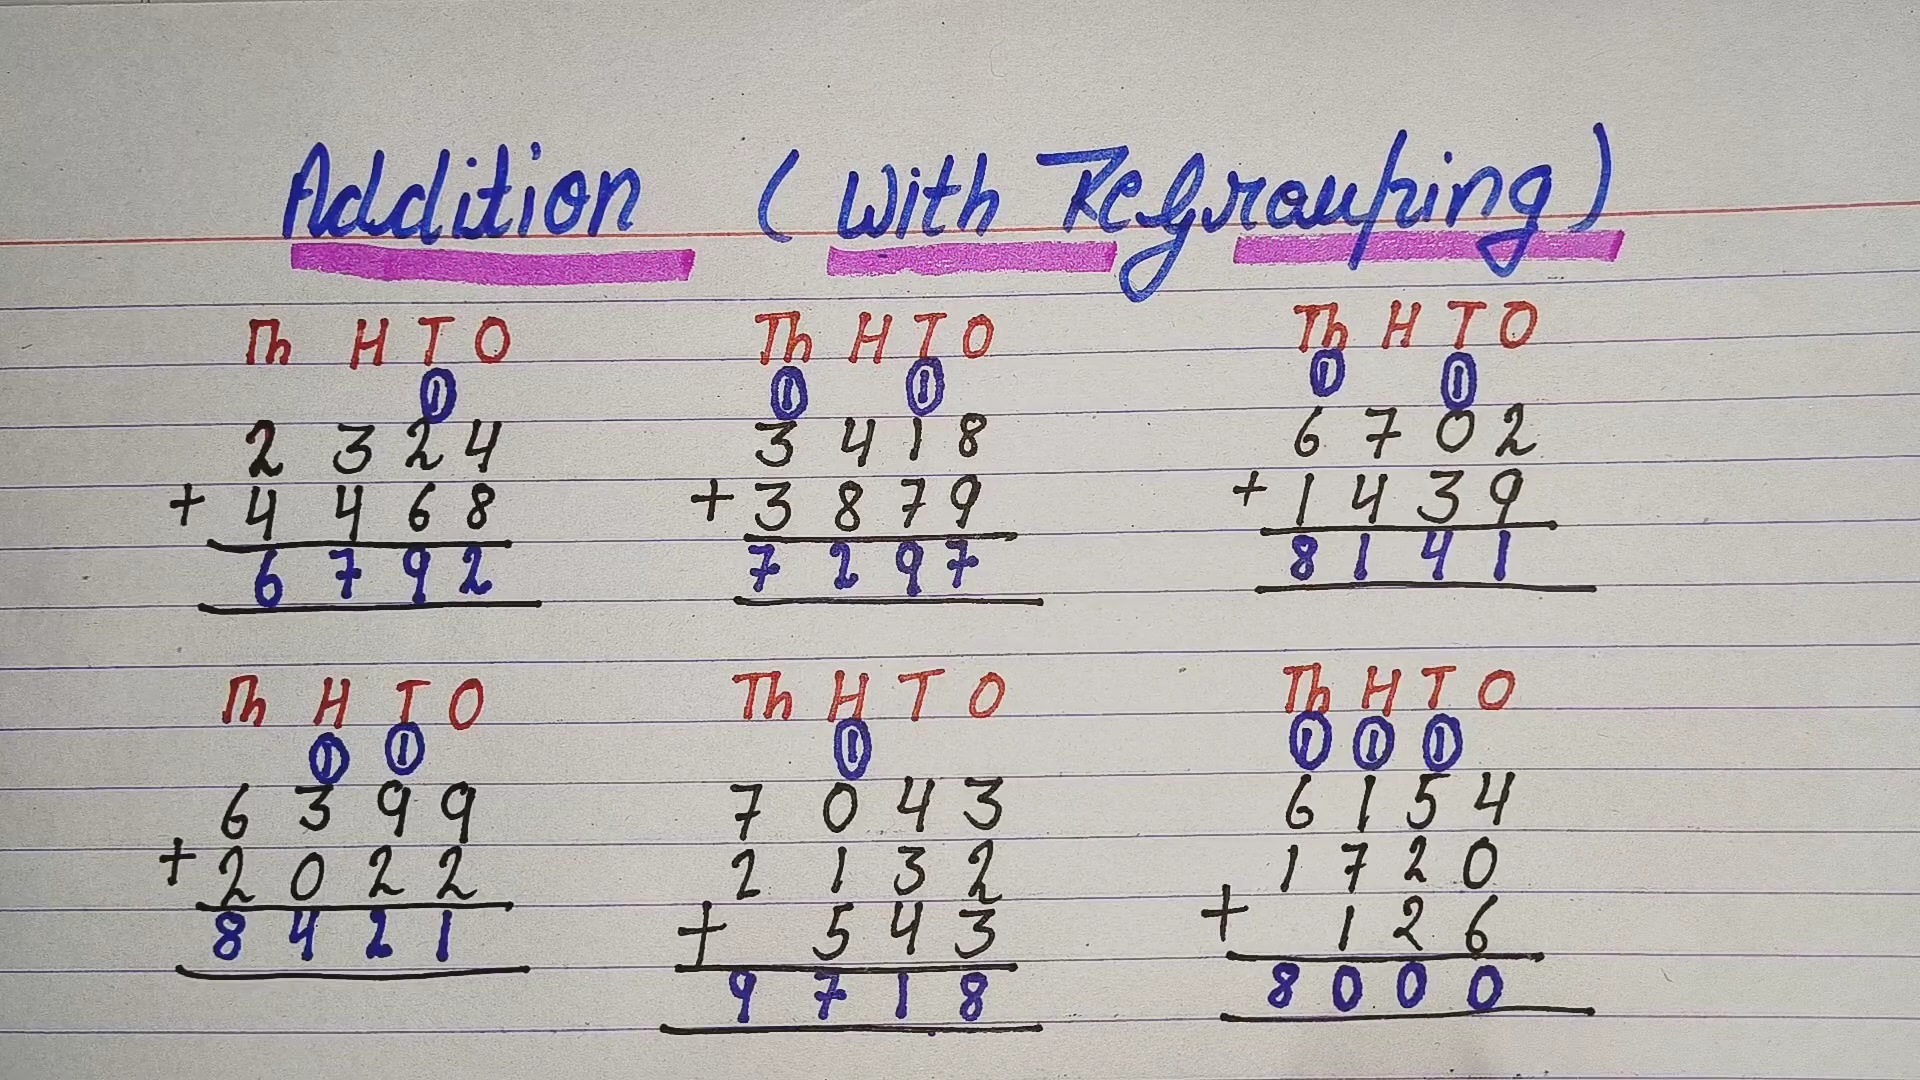 Addition (With Regrouping)
Th H T O
1
2 3 2 4
+ 4 4 6 8
6 7 9 2
Th H T O
1 1
3 4 1 8
+ 3 8 7 9
7 2 9 7
Th H T O
1 1
6 7 0 2
+ 1 4 3 9
8 1 4 1
Th H T O
1 1
6 3 9 9
+ 2 0 2 2
8 4 2 1
Th H T O
1
7 0 4 3
2 1 3 2
+ 5 4 3
9 7 1 8
Th H T O
1 1 1
6 1 5 4
1 7 2 0
+ 1 2 6
8 0 0 0